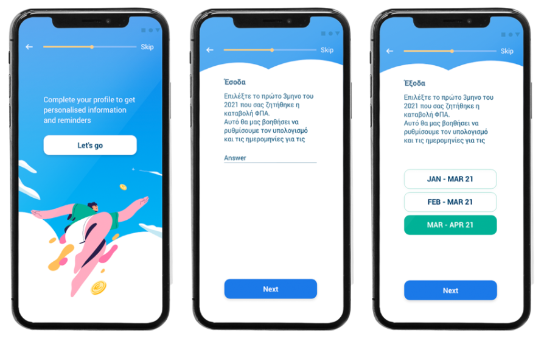 Skip
Complete your profile to get
personalised information
and reminders
Let's go
Skip
Έσοδα
Επιλέξτε το πρώτο 3μηνο του
2021 που σας ζητήθηκε η
καταβολή ΦΠΑ.
Αυτό θα μας βοηθήσει να
ρυθμίσουμε τον υπολογισμό
και τις ημερομηνίες για τις
Answer
Next
Skip
Έξοδα
Επιλέξτε το πρώτο 3μηνο του
2021 που σας ζητήθηκε η
καταβολή ΦΠΑ.
Αυτό θα μας βοηθήσει να
ρυθμίσουμε τον υπολογισμό
και τις ημερομηνίες για τις
JAN - MAR 21
FEB - MAR 21
MAR - APR 21
Next